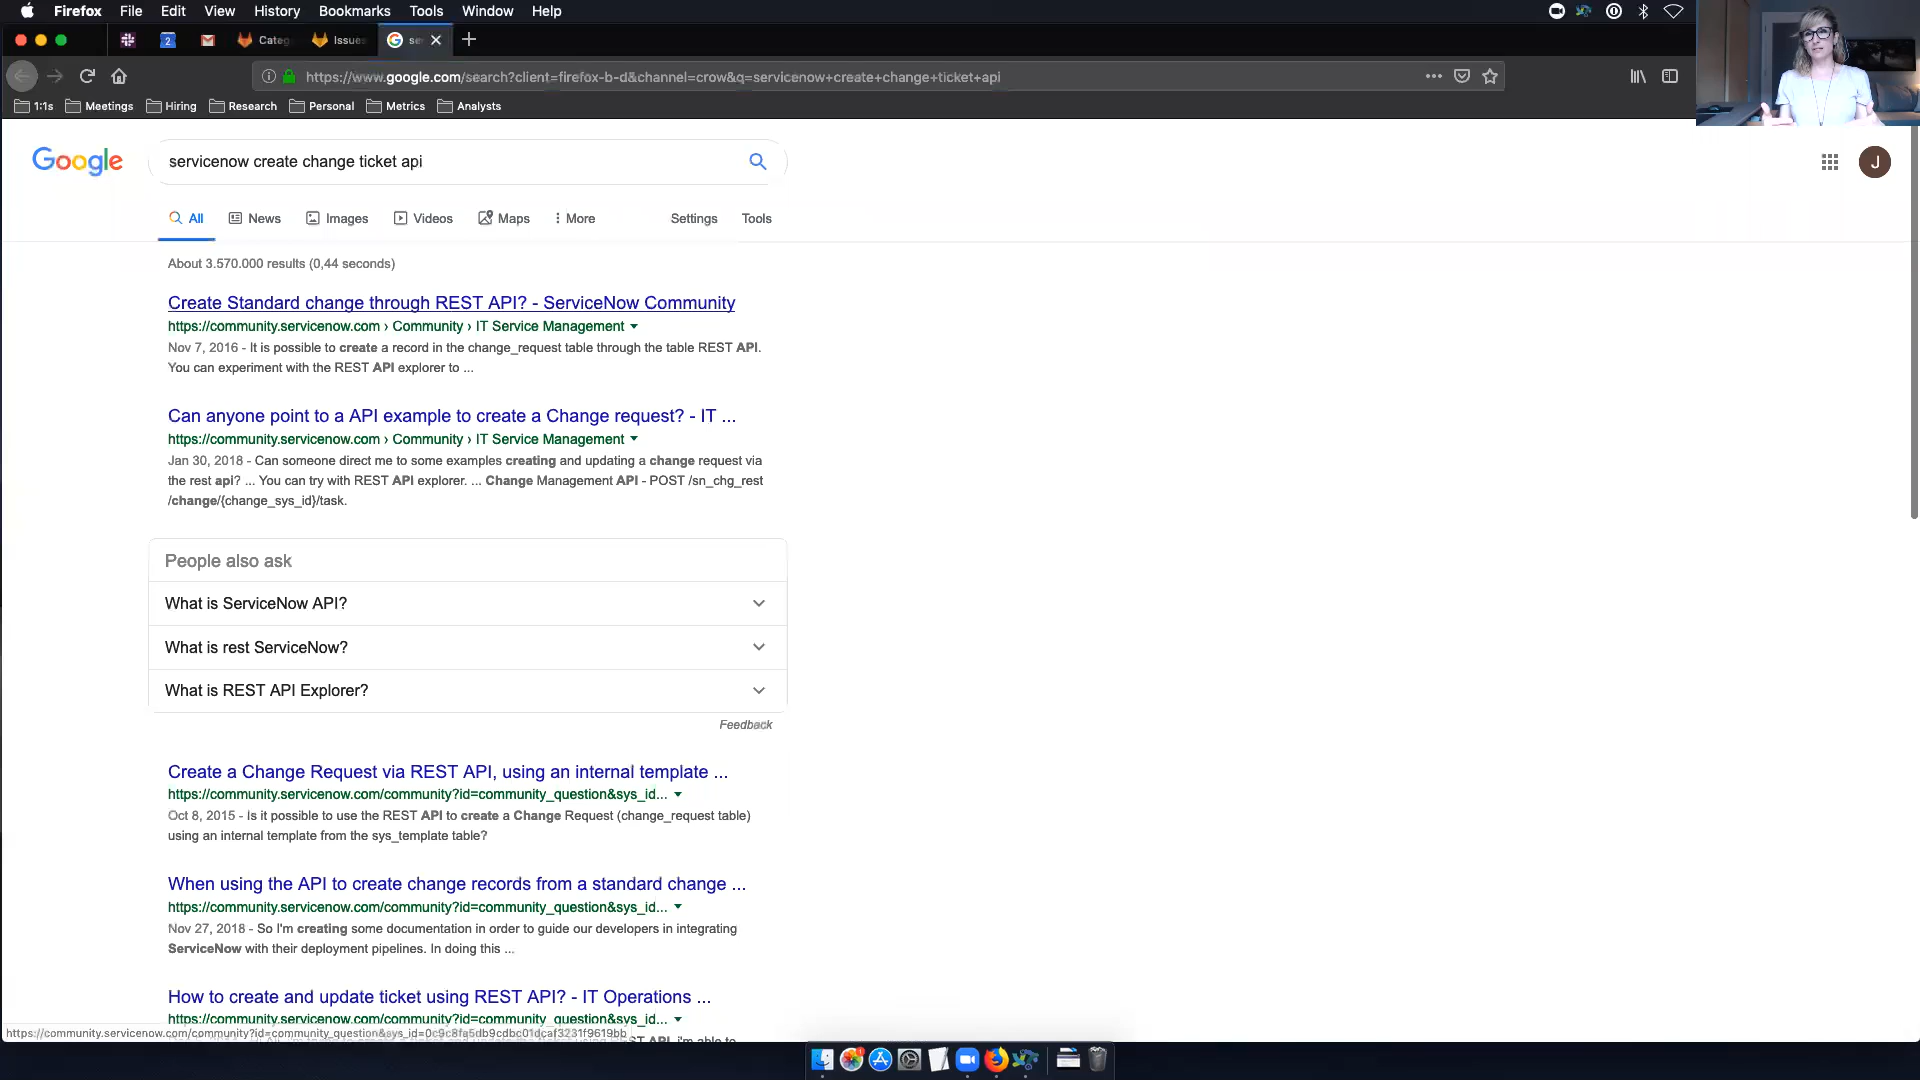 Firefox File Edit View History Bookmarks Tools Window Help
2 Categ Issues se
https://www.google.com/search?client=firefox-b-d&channel=crow&q=servicenow+create+change+ticket+api
1:1s Meetings Hiring Research Personal Metrics Analysts
Google servicenow create change ticket api J
All News Images Videos Maps More Settings Tools
About 3.570.000 results (0,44 seconds)
Create Standard change through REST API? - ServiceNow Community
https://community.servicenow.com › Community › IT Service Management
Nov 7, 2016 - It is possible to create a record in the change_request table through the table REST API.
You can experiment with the REST API explorer to ...
Can anyone point to a API example to create a Change request? - IT ...
https://community.servicenow.com › Community › IT Service Management
Jan 30, 2018 - Can someone direct me to some examples creating and updating a change request via
the rest api? ... You can try with REST API explorer. ... Change Management API - POST /sn_chg_rest
/change/{change_sys_id}/task.
People also ask
What is ServiceNow API?
What is rest ServiceNow?
What is REST API Explorer?
Feedback
Create a Change Request via REST API, using an internal template ...
https://community.servicenow.com/community?id=community_question&sys_id...
Oct 8, 2015 - Is it possible to use the REST API to create a Change Request (change_request table)
using an internal template from the sys_template table?
When using the API to create change records from a standard change ...
https://community.servicenow.com/community?id=community_question&sys_id...
Nov 27, 2018 - So I'm creating some documentation in order to guide our developers in integrating
ServiceNow with their deployment pipelines. In doing this ...
How to create and update ticket using REST API? - IT Operations ...
https://community.servicenow.com/community?id=community_question&sys_id...